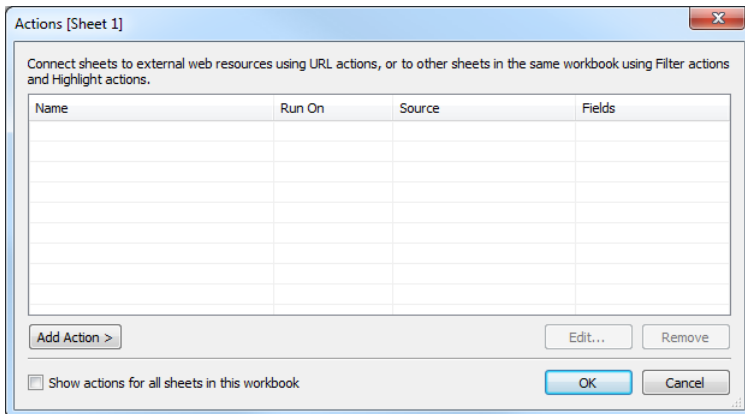 Actions [Sheet 1]
Connect sheets to external web resources using URL actions, or to other sheets in the same workbook using Filter actions
and Highlight actions.
Name Run On Source Fields
Add Action > Edit... Remove
Show actions for all sheets in this workbook OK Cancel